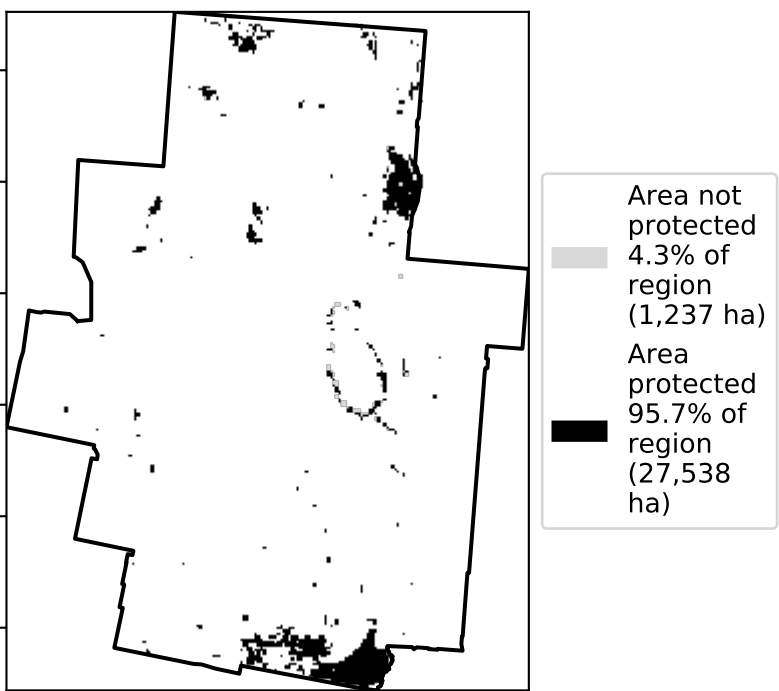 Area not
protected
4.3% of
region
(1,237 ha)
Area
protected
95.7% of
region
(27,538
ha)